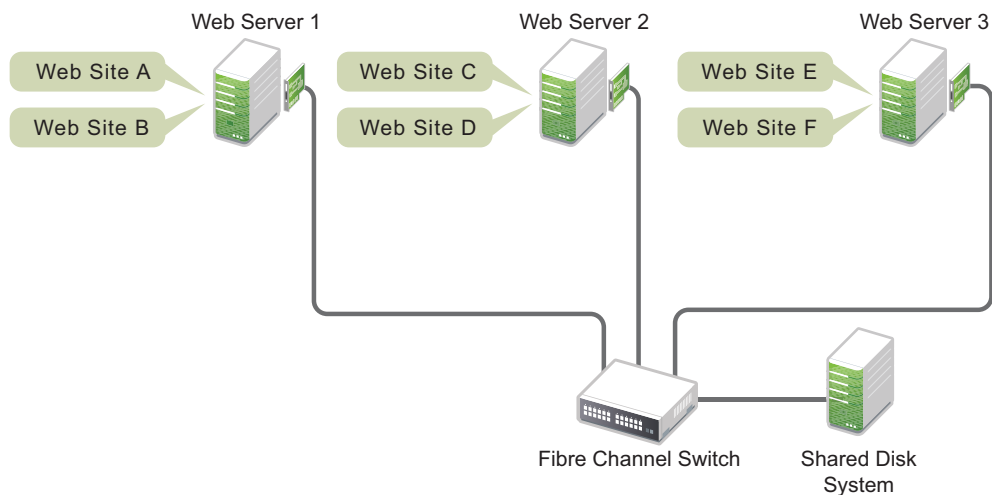 Web Server 1
Web Server 2
Web Server 3
Web Site A
Web Site C
Web Site E
Web Site B
Web Site D
Web Site F
Fibre Channel Switch
Shared Disk
System